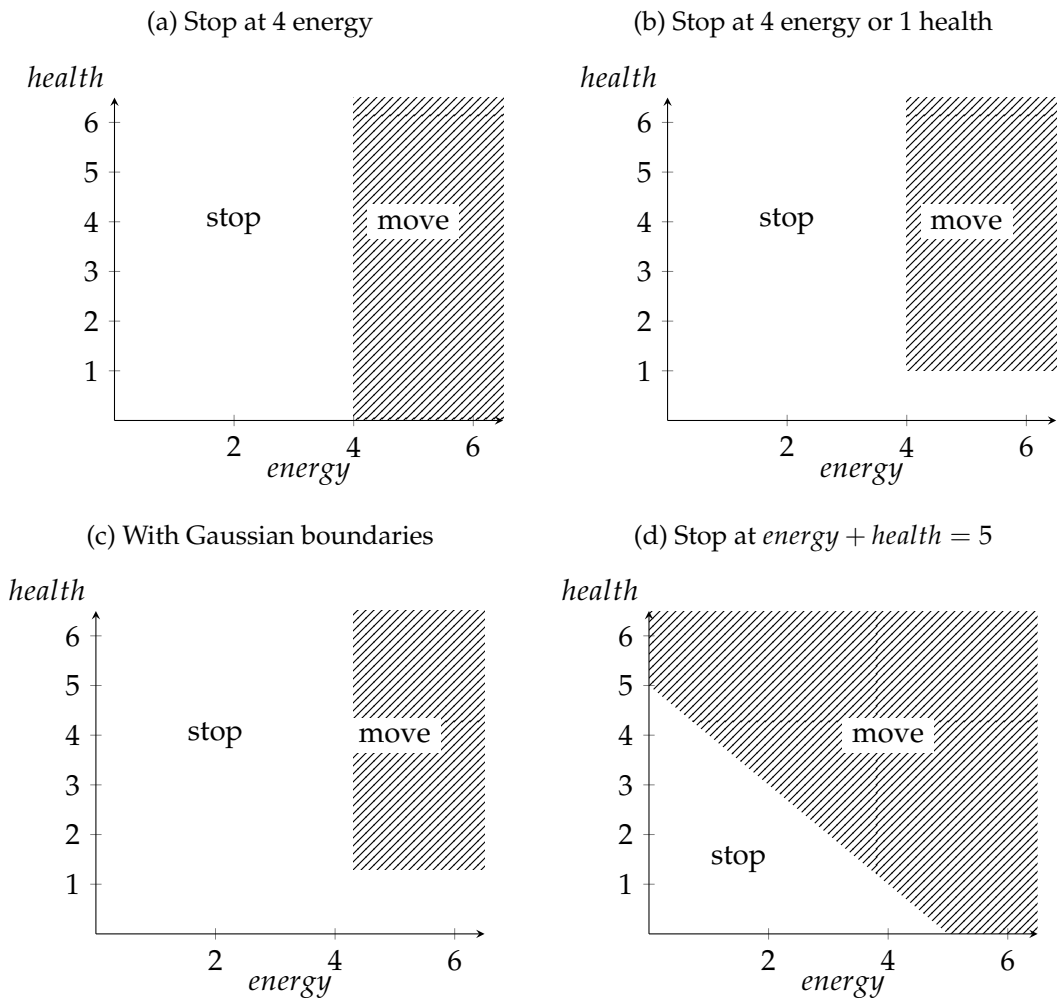 (a) Stop at 4 energy
health
6
5
4
3
2
1
stop
move
2 4 6
energy
(b) Stop at 4 energy or 1 health
health
6
5
4
3
2
1
stop
move
2 4 6
energy
(c) With Gaussian boundaries
health
6
5
4
3
2
1
stop
move
2 4 6
energy
(d) Stop at energy + health = 5
health
6
5
4
3
2
1
move
stop
2 4 6
energy